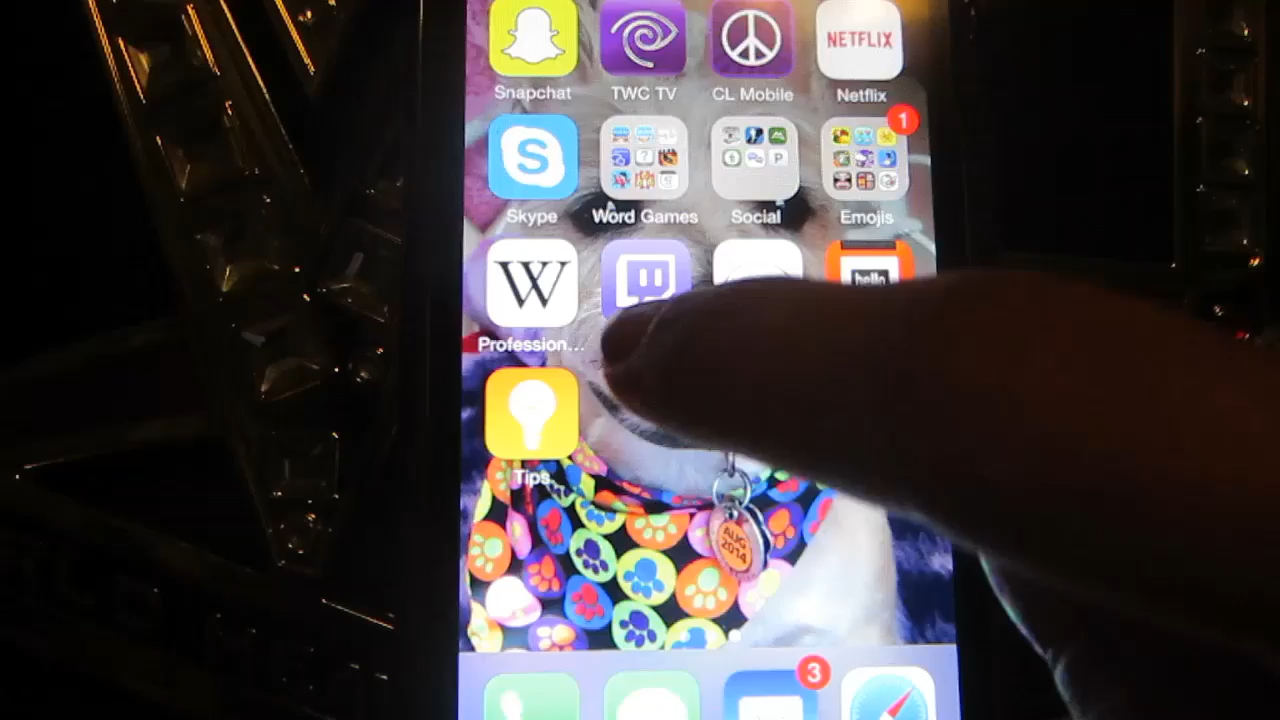 Snapchat TWC TV CL Mobile Netflix
NETFLIX
1
Skype Word Games Social Emojis
S
W
hello
Profession...
Tips
AUG
2014
3